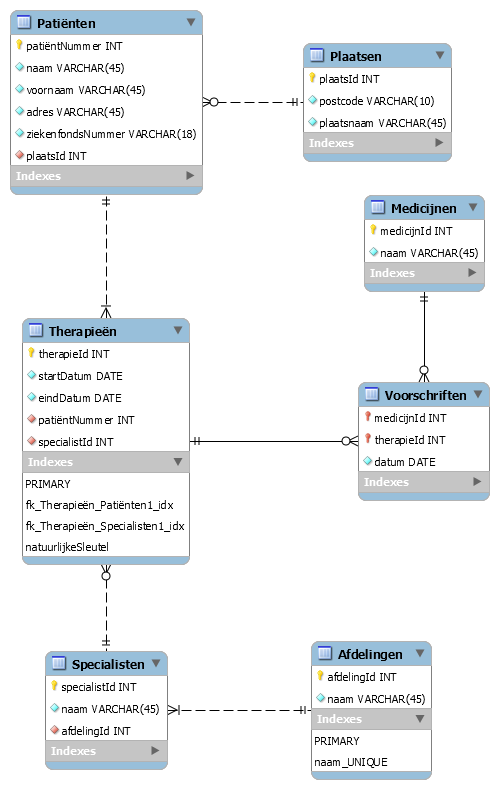 Patiënten
patiëntNummer INT
naam VARCHAR(45)
voornaam VARCHAR(45)
adres VARCHAR(45)
ziekenfondsNummer VARCHAR(18)
plaatsId INT
Indexes
Plaatsen
plaatsId INT
postcode VARCHAR(10)
plaatsnaam VARCHAR(45)
Indexes
Medicijnen
medicijnId INT
naam VARCHAR(45)
Indexes
Therapieën
therapieId INT
startDatum DATE
eindDatum DATE
patiëntNummer INT
specialistId INT
Indexes
PRIMARY
fk_Therapieën_Patiënten1_idx
fk_Therapieën_Specialisten1_idx
natuurlijkeSleutel
Voorschriften
medicijnId INT
therapieId INT
datum DATE
Indexes
Specialisten
specialistId INT
naam VARCHAR(45)
afdelingId INT
Indexes
Afdelingen
afdelingId INT
naam VARCHAR(45)
Indexes
PRIMARY
naam_UNIQUE